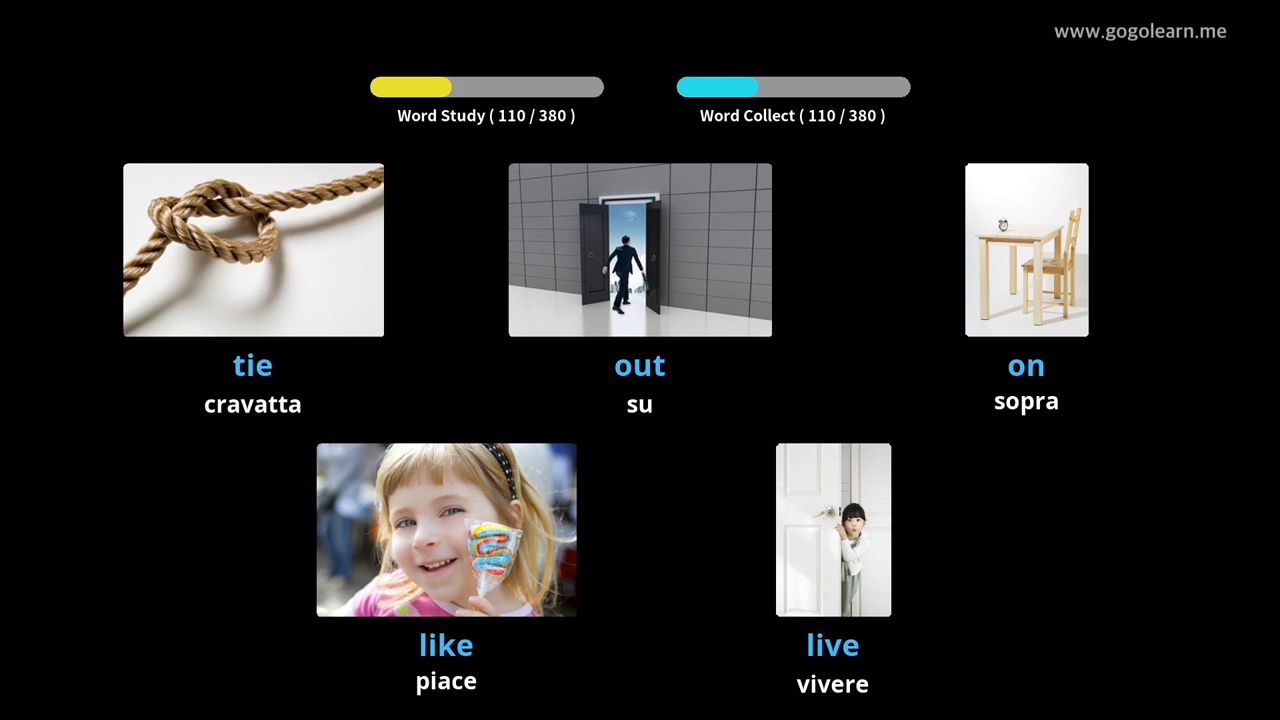 www.gogolearn.me
Word Study ( 110 / 380 )
Word Collect ( 110 / 380 )
tie
cravatta
out
su
on
sopra
like
piace
live
vivere